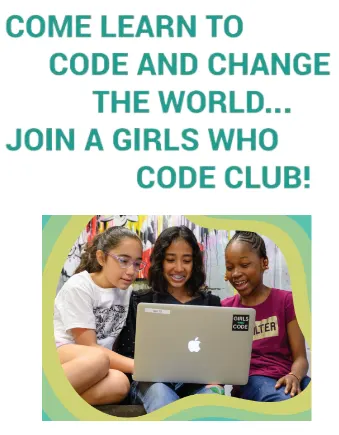 COME LEARN TO
CODE AND CHANGE
THE WORLD...
JOIN A GIRLS WHO
CODE CLUB!
GIRLS
WHO
CODE